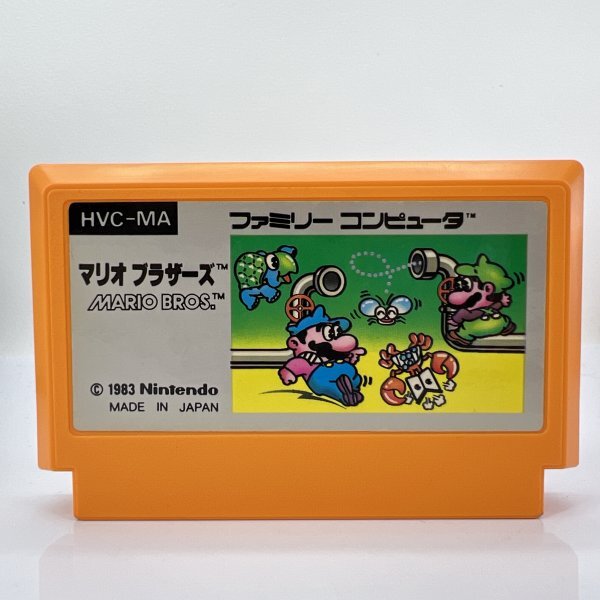 HVC-MA
ファミリー コンピュータ™
マリオ ブラザーズ™
MARIO BROS.™
© 1983 Nintendo
MADE IN JAPAN